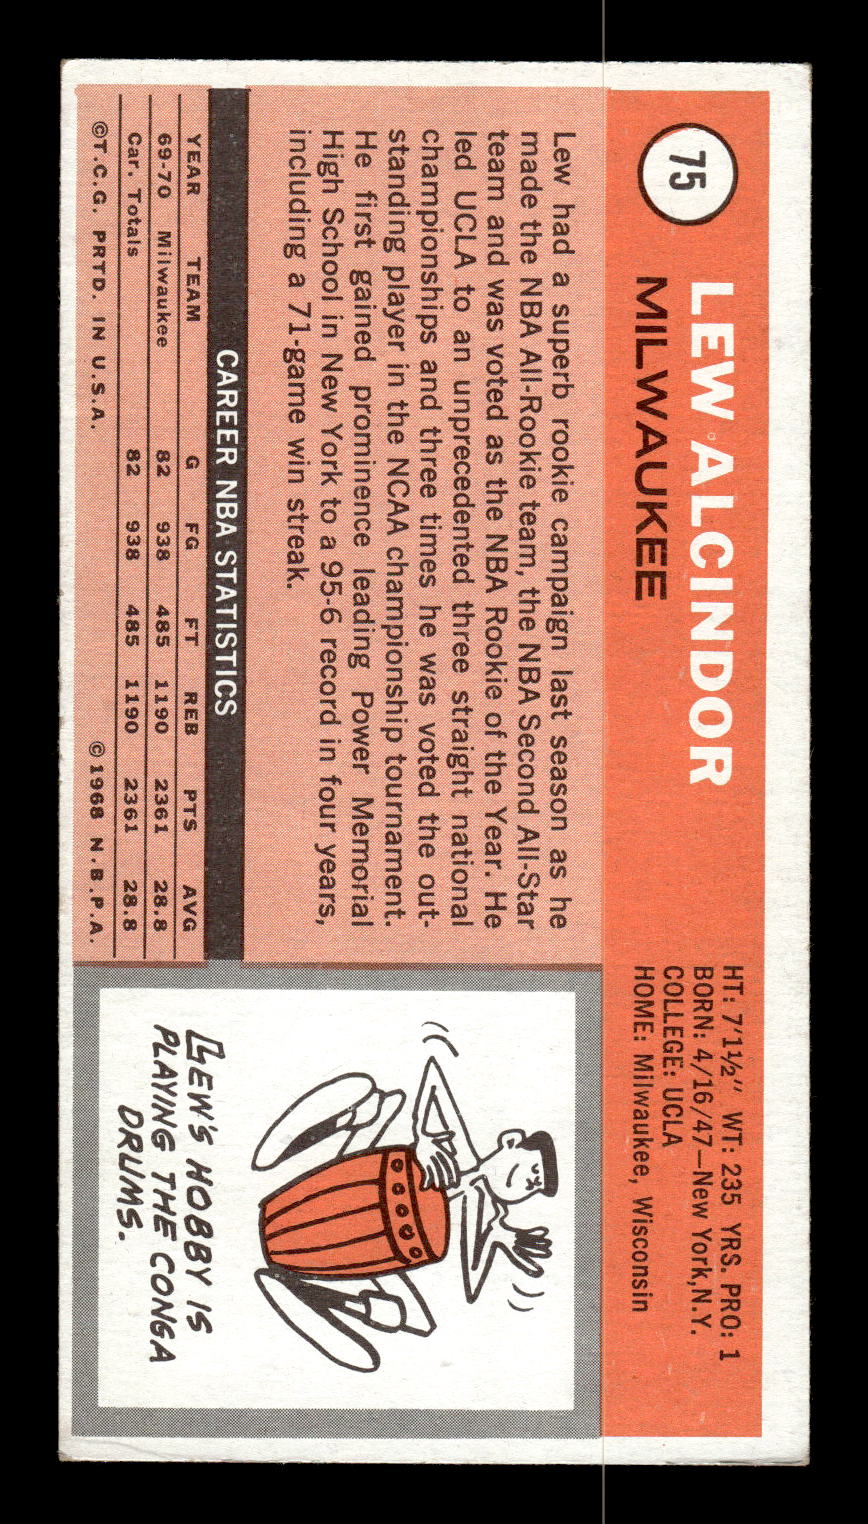 75
LEW ALCINDOR
MILWAUKEE
HT: 7'1½" WT: 235 YRS. PRO: 1
BORN: 4/16/47—New York,N.Y.
COLLEGE: UCLA
HOME: Milwaukee, Wisconsin
Lew had a superb rookie campaign last season as he
made the NBA All-Rookie team, the NBA Second All-Star
team and was voted as the NBA Rookie of the Year. He
led UCLA to an unprecedented three straight national
championships and three times he was voted the out-
standing player in the NCAA championship tournament.
He first gained prominence leading Power Memorial
High School in New York to a 95-6 record in four years,
including a 71-game win streak.
CAREER NBA STATISTICS
YEAR TEAM G FG FT REB PTS AVG
69-70 Milwaukee 82 938 485 1190 2361 28.8
Car. Totals 82 938 485 1190 2361 28.8
©T.C.G. PRTD. IN U.S.A. ©1968 N.B.P.A.
LEW'S HOBBY IS
PLAYING THE CONGA
DRUMS.